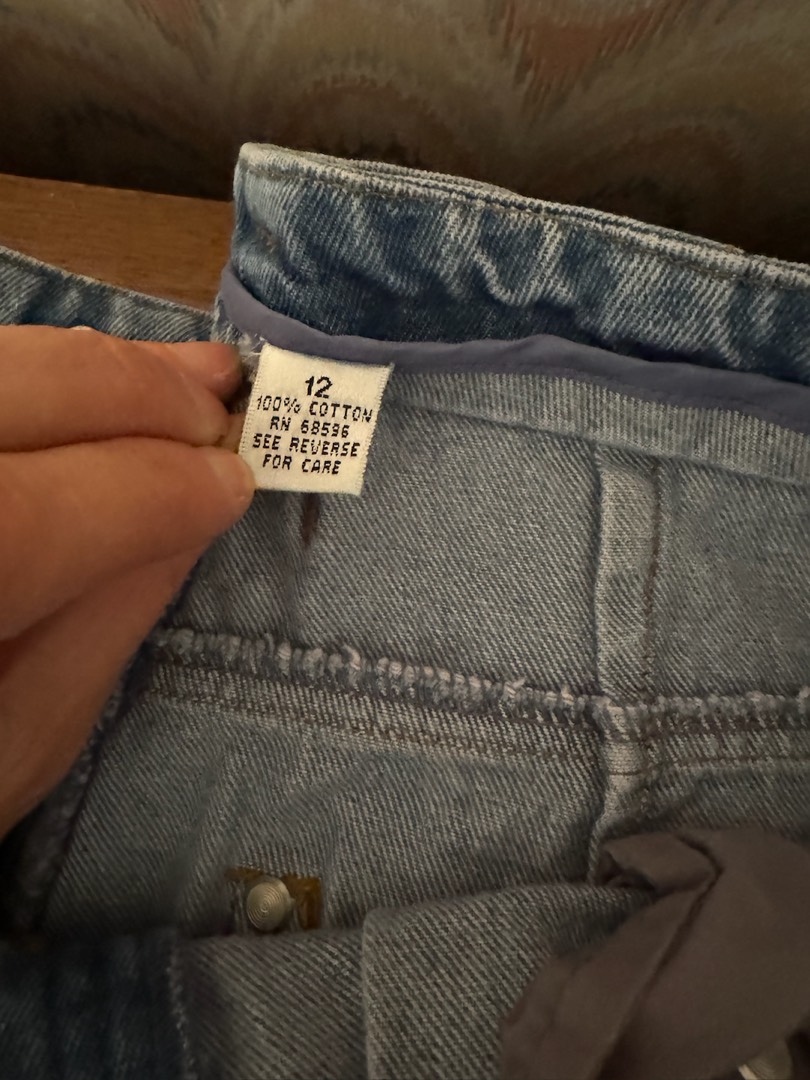 12
100% COTTON
RN 68596
SEE REVERSE
FOR CARE